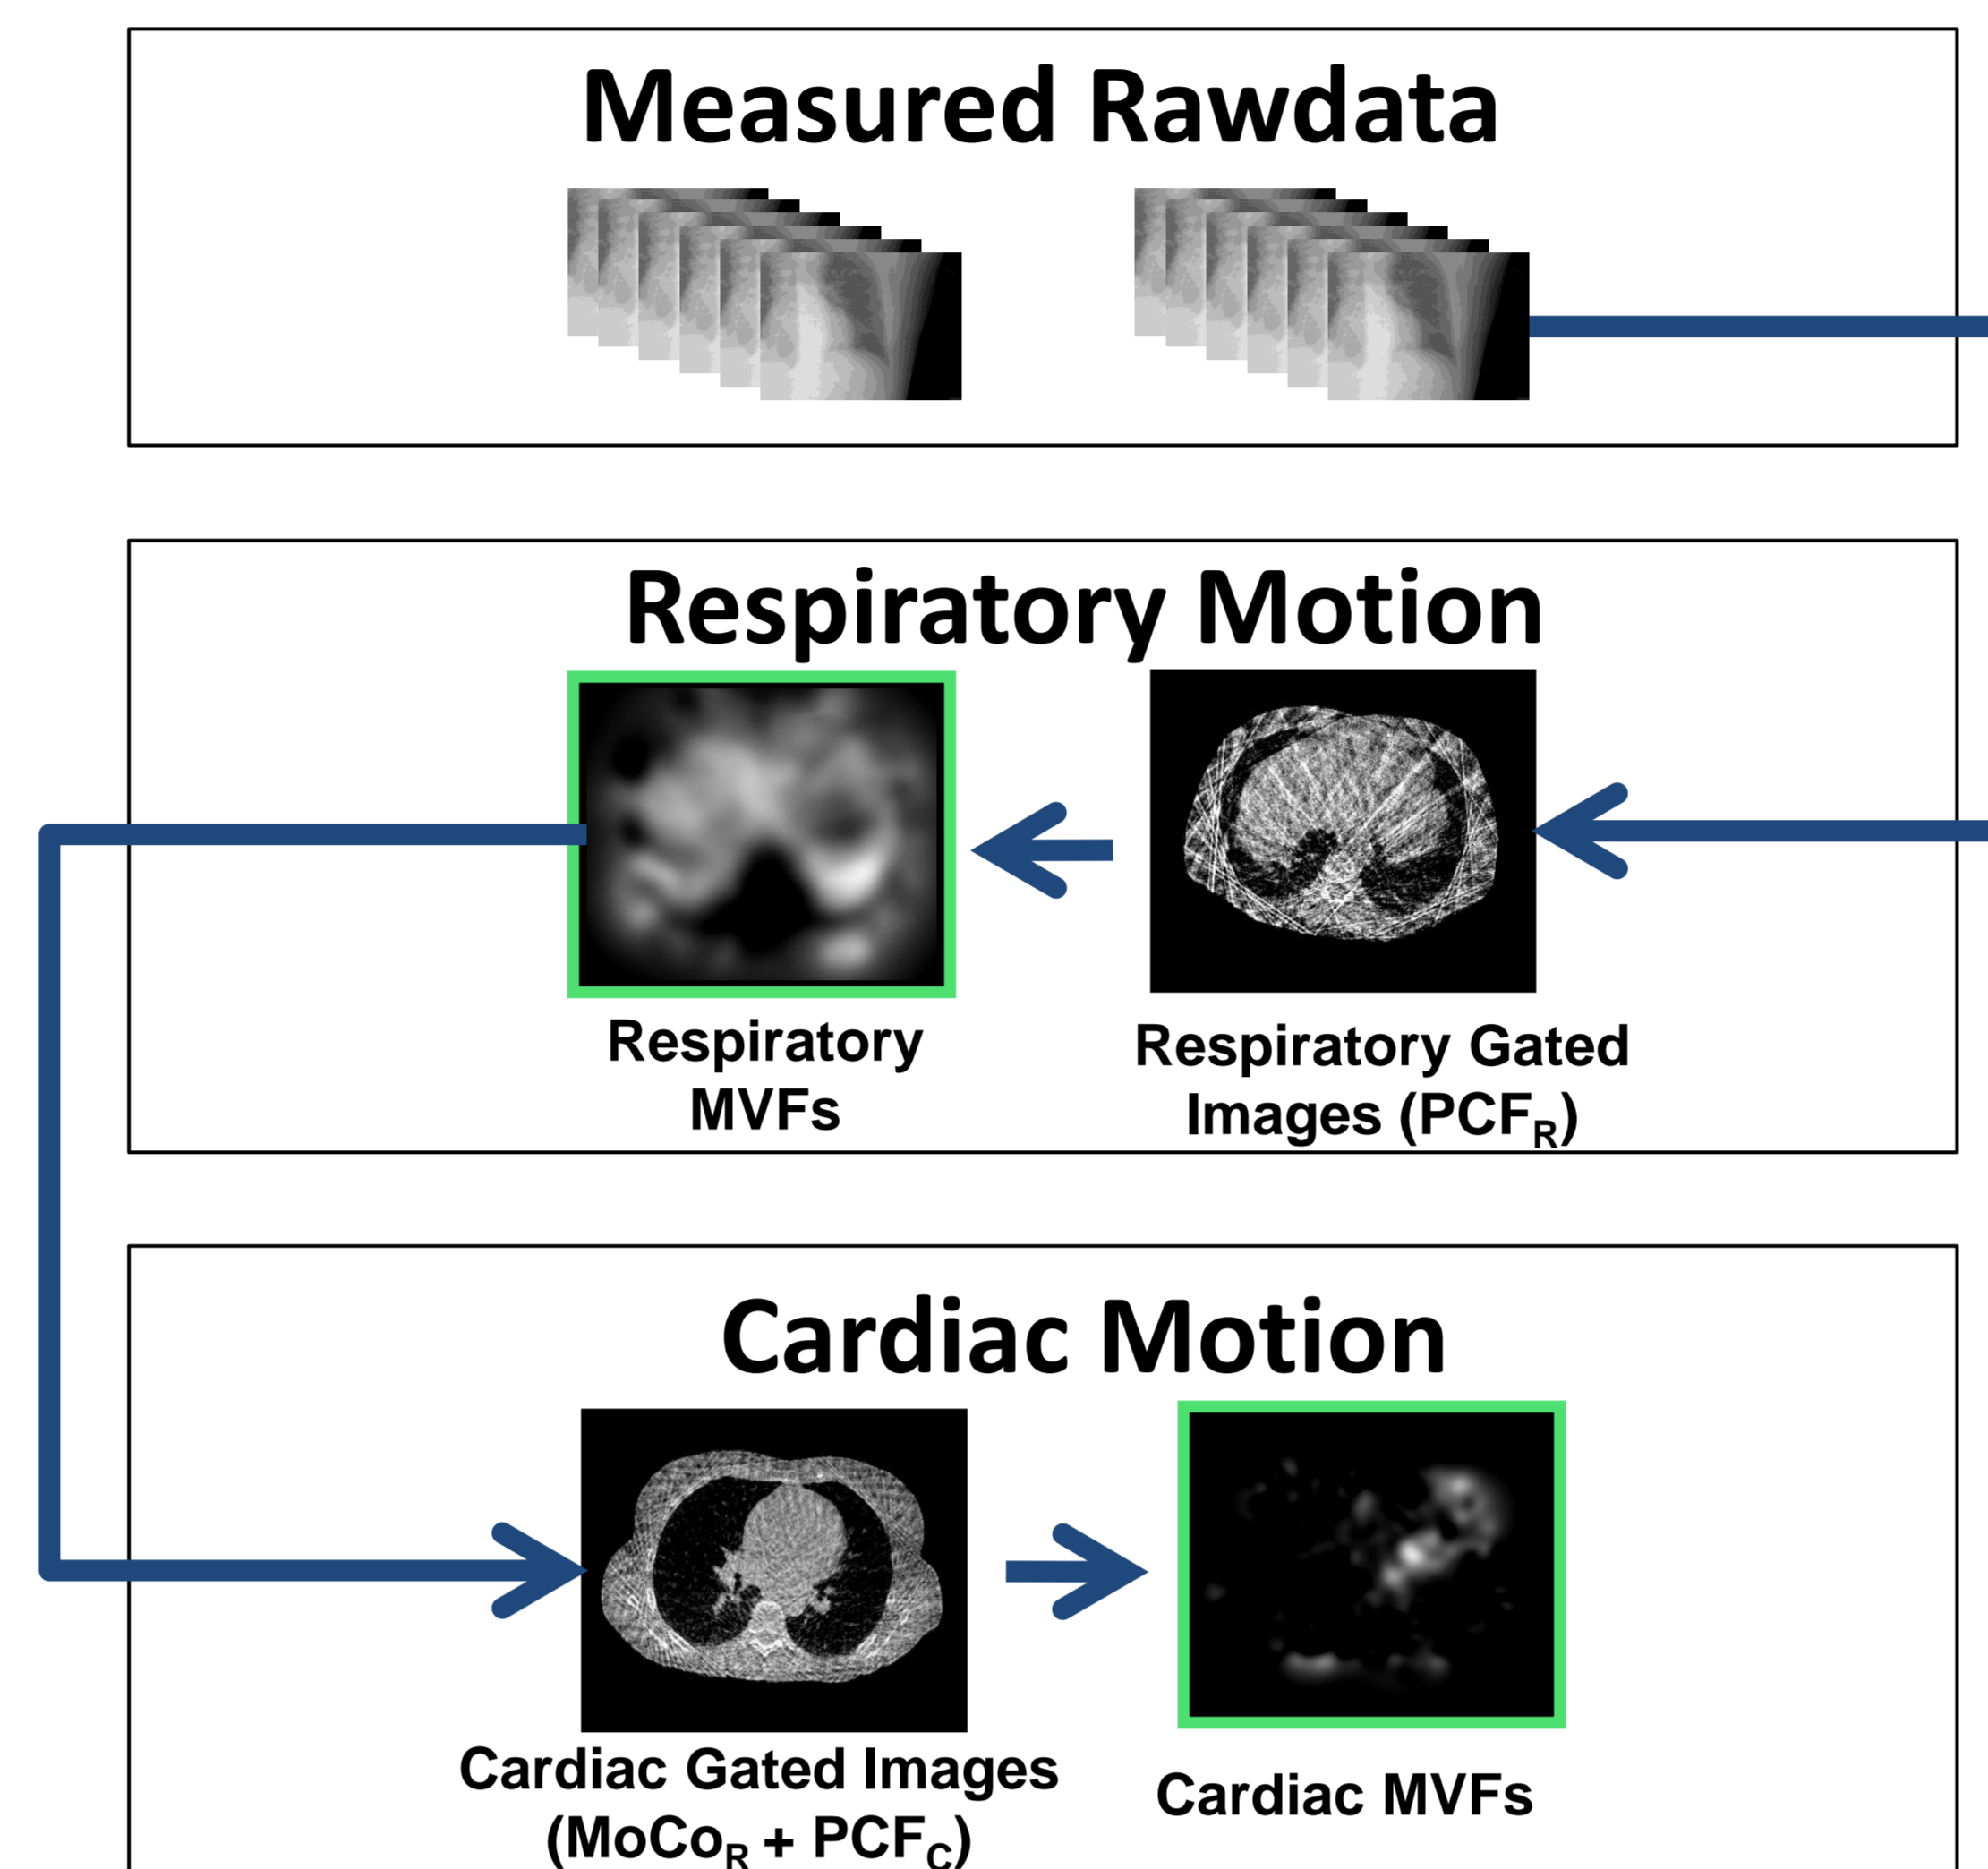 Measured Rawdata
Respiratory Motion
Respiratory
MVFs
Respiratory Gated
Images (PCF_R)
Cardiac Motion
Cardiac Gated Images
(MoCo_R + PCF_C)
Cardiac MVFs